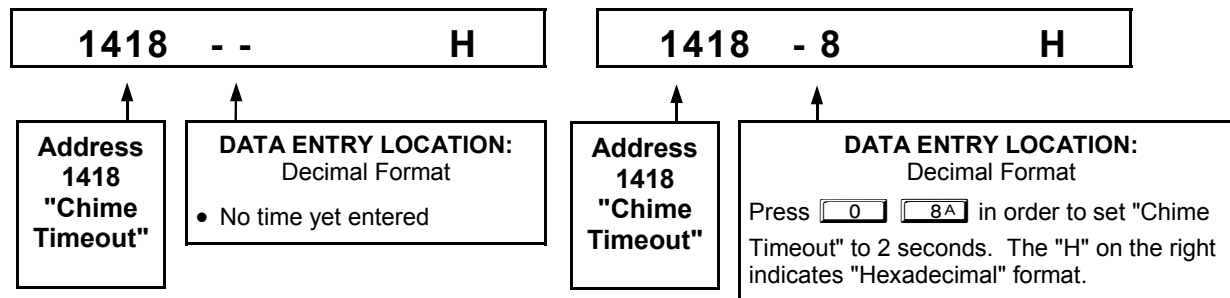 1418 - - H
Address
1418
"Chime
Timeout"
DATA ENTRY LOCATION:
Decimal Format
• No time yet entered
1418 - 8 H
Address
1418
"Chime
Timeout"
DATA ENTRY LOCATION:
Decimal Format
Press 0 8A in order to set "Chime
Timeout" to 2 seconds. The "H" on the right
indicates "Hexadecimal" format.